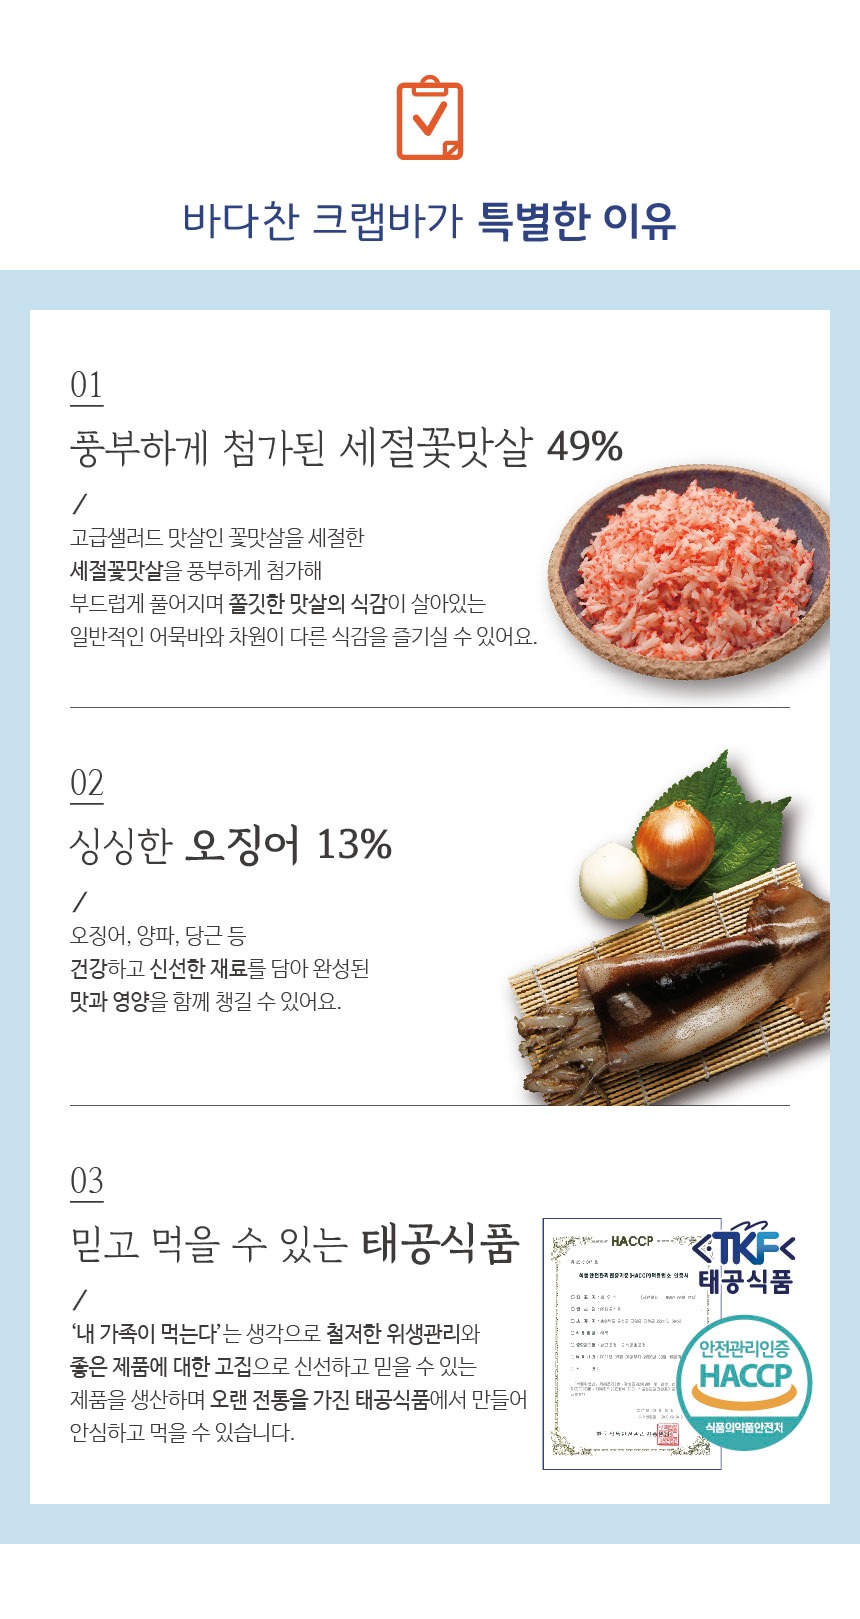 바다찬 크랩바가 특별한 이유
01
풍부하게 첨가된 세절꽃맛살 49%
/
고급샐러드 맛살인 꽃맛살을 세절한
세절꽃맛살을 풍부하게 첨가해
부드럽게 풀어지며 쫄깃한 맛살의 식감이 살아있는
일반적인 어묵바와 차원이 다른 식감을 즐기실 수 있어요.
02
싱싱한 오징어 13%
/
오징어, 양파, 당근 등
건강하고 신선한 재료를 담아 완성된
맛과 영양을 함께 챙길 수 있어요.
03
믿고 먹을 수 있는 태공식품
/
‘내 가족이 먹는다’는 생각으로 철저한 위생관리와
좋은 제품에 대한 고집으로 신선하고 믿을 수 있는
제품을 생산하며 오랜 전통을 가진 태공식품에서 만들어
안심하고 먹을 수 있습니다.
HACCP
TKF
태공식품
안전관리인증
HACCP
식품의약품안전처